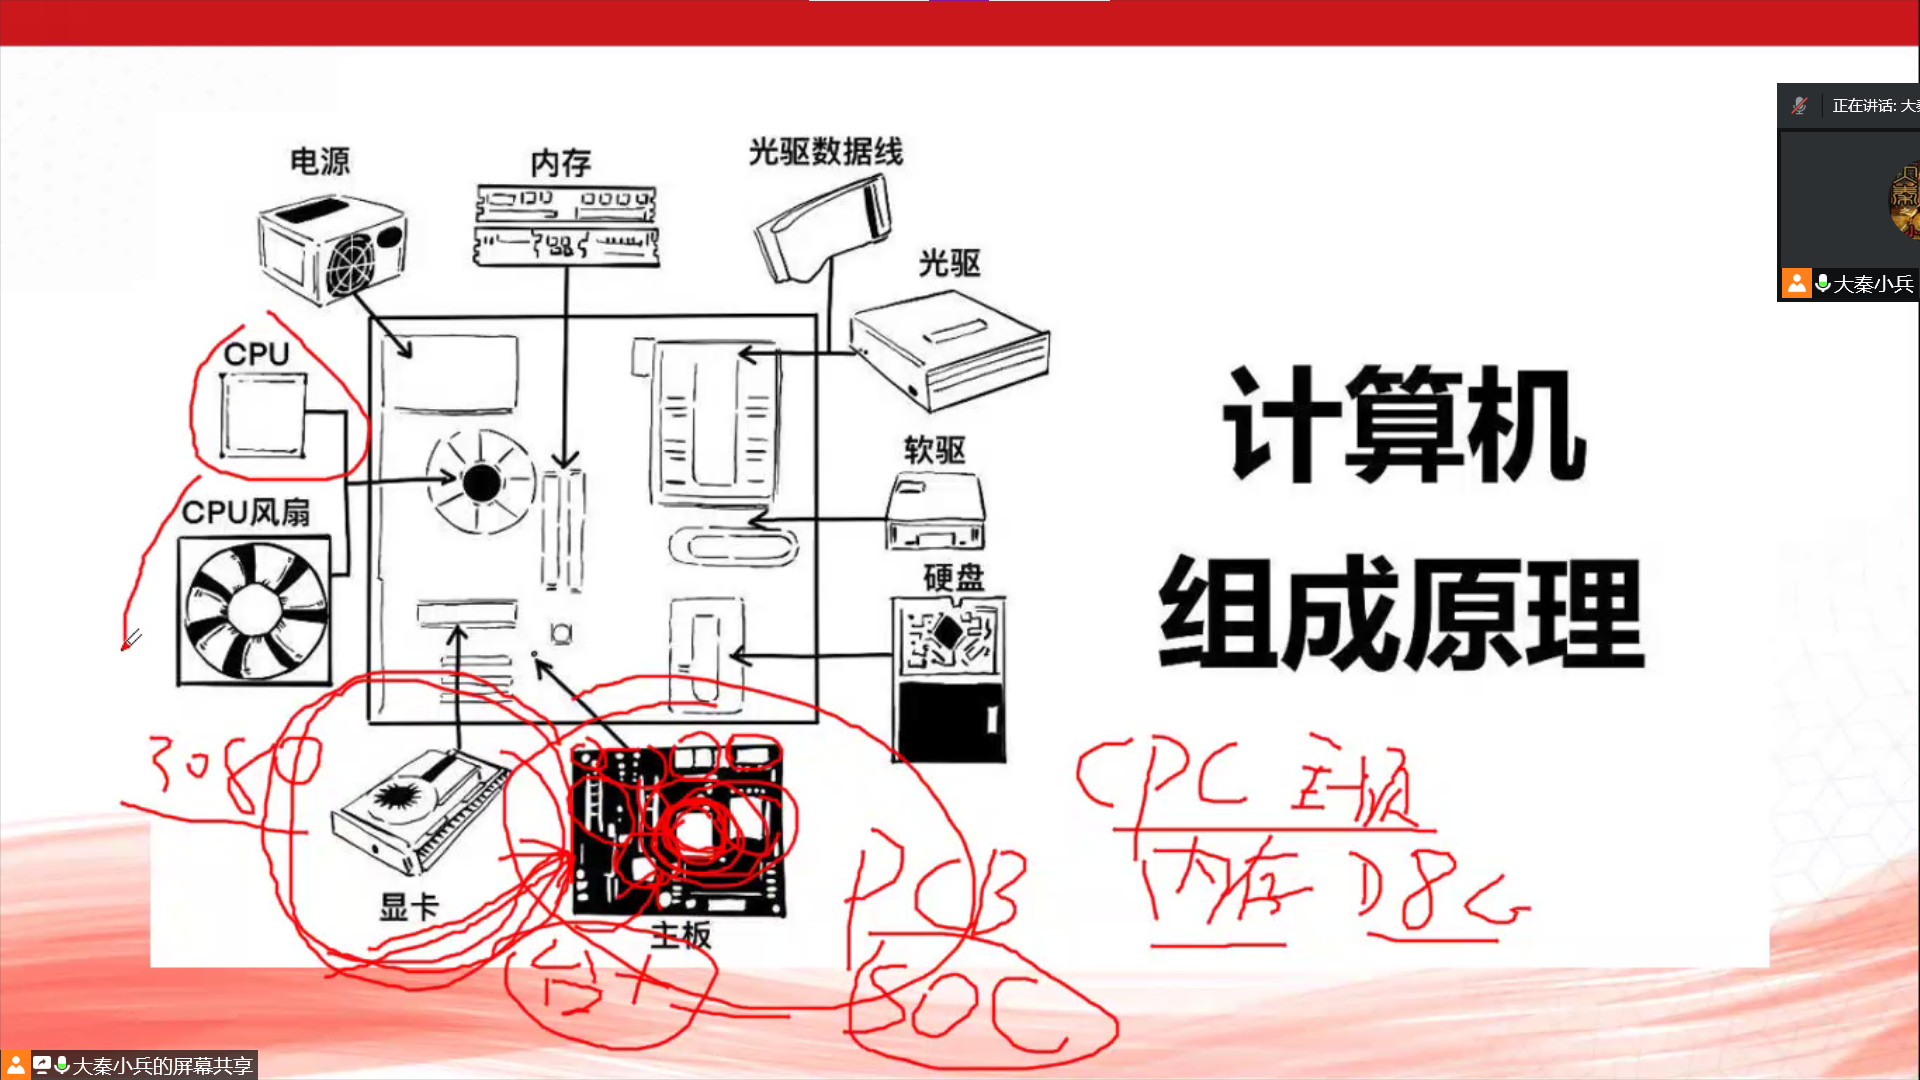 正在讲话: 大秦
大秦小兵
电源
内存
光驱数据线
光驱
CPU
软驱
CPU风扇
硬盘
计算机
组成原理
显卡
主板
3080
CPC 主频
内存 D8G
PCB
SOC
大秦小兵的屏幕共享